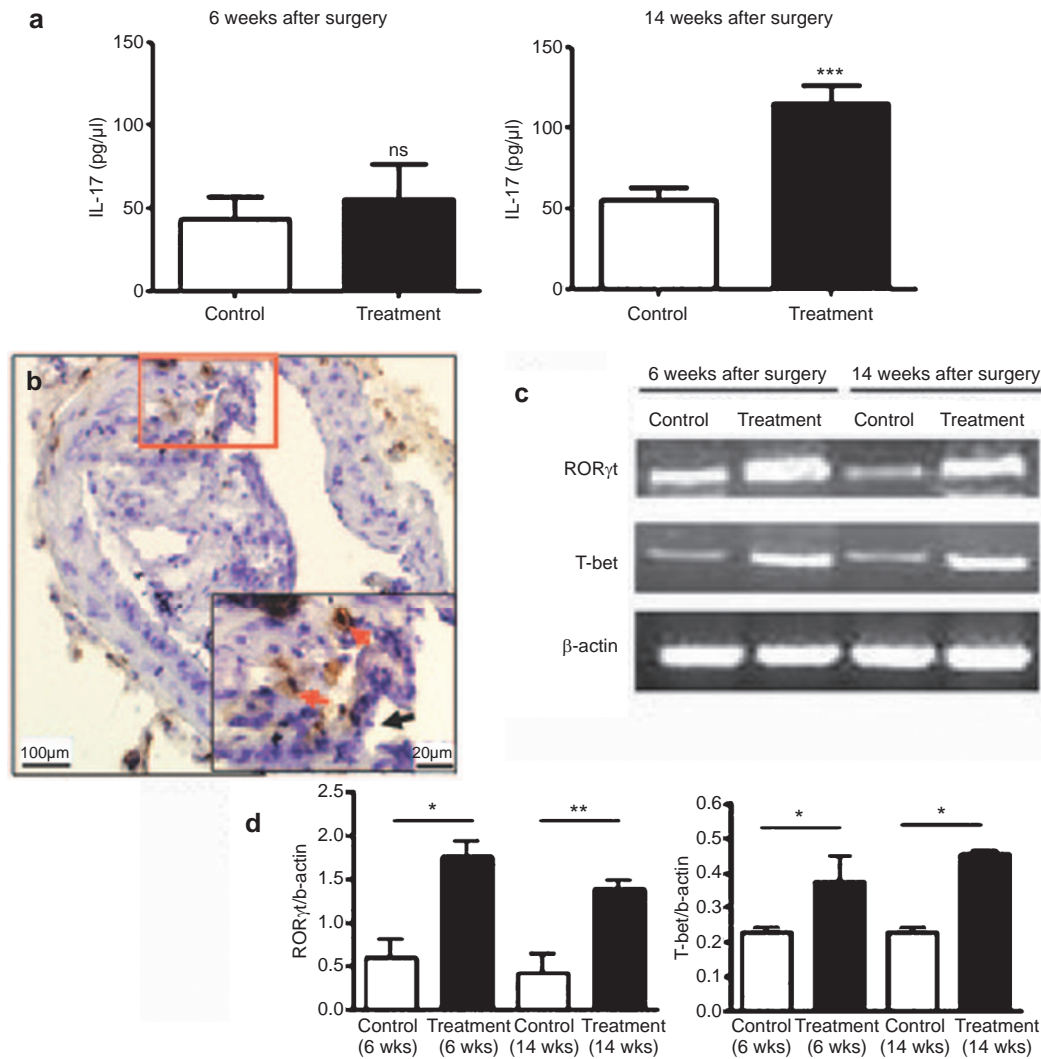 a
6 weeks after surgery
14 weeks after surgery
150
100
50
0
IL-17 (pg/µl)
ns
Control
Treatment
150
100
50
0
IL-17 (pg/µl)
***
Control
Treatment
b
100µm
20µm
c
6 weeks after surgery
14 weeks after surgery
Control
Treatment
Control
Treatment
RORγt
T-bet
β-actin
d
2.5
2.0
1.5
1.0
0.5
0.0
RORγt/b-actin
*
**
Control
(6 wks)
Treatment
(6 wks)
Control
(14 wks)
Treatment
(14 wks)
0.6
0.5
0.4
0.3
0.2
0.1
0.0
T-bet/b-actin
*
*
Control
(6 wks)
Treatment
(6 wks)
Control
(14 wks)
Treatment
(14 wks)